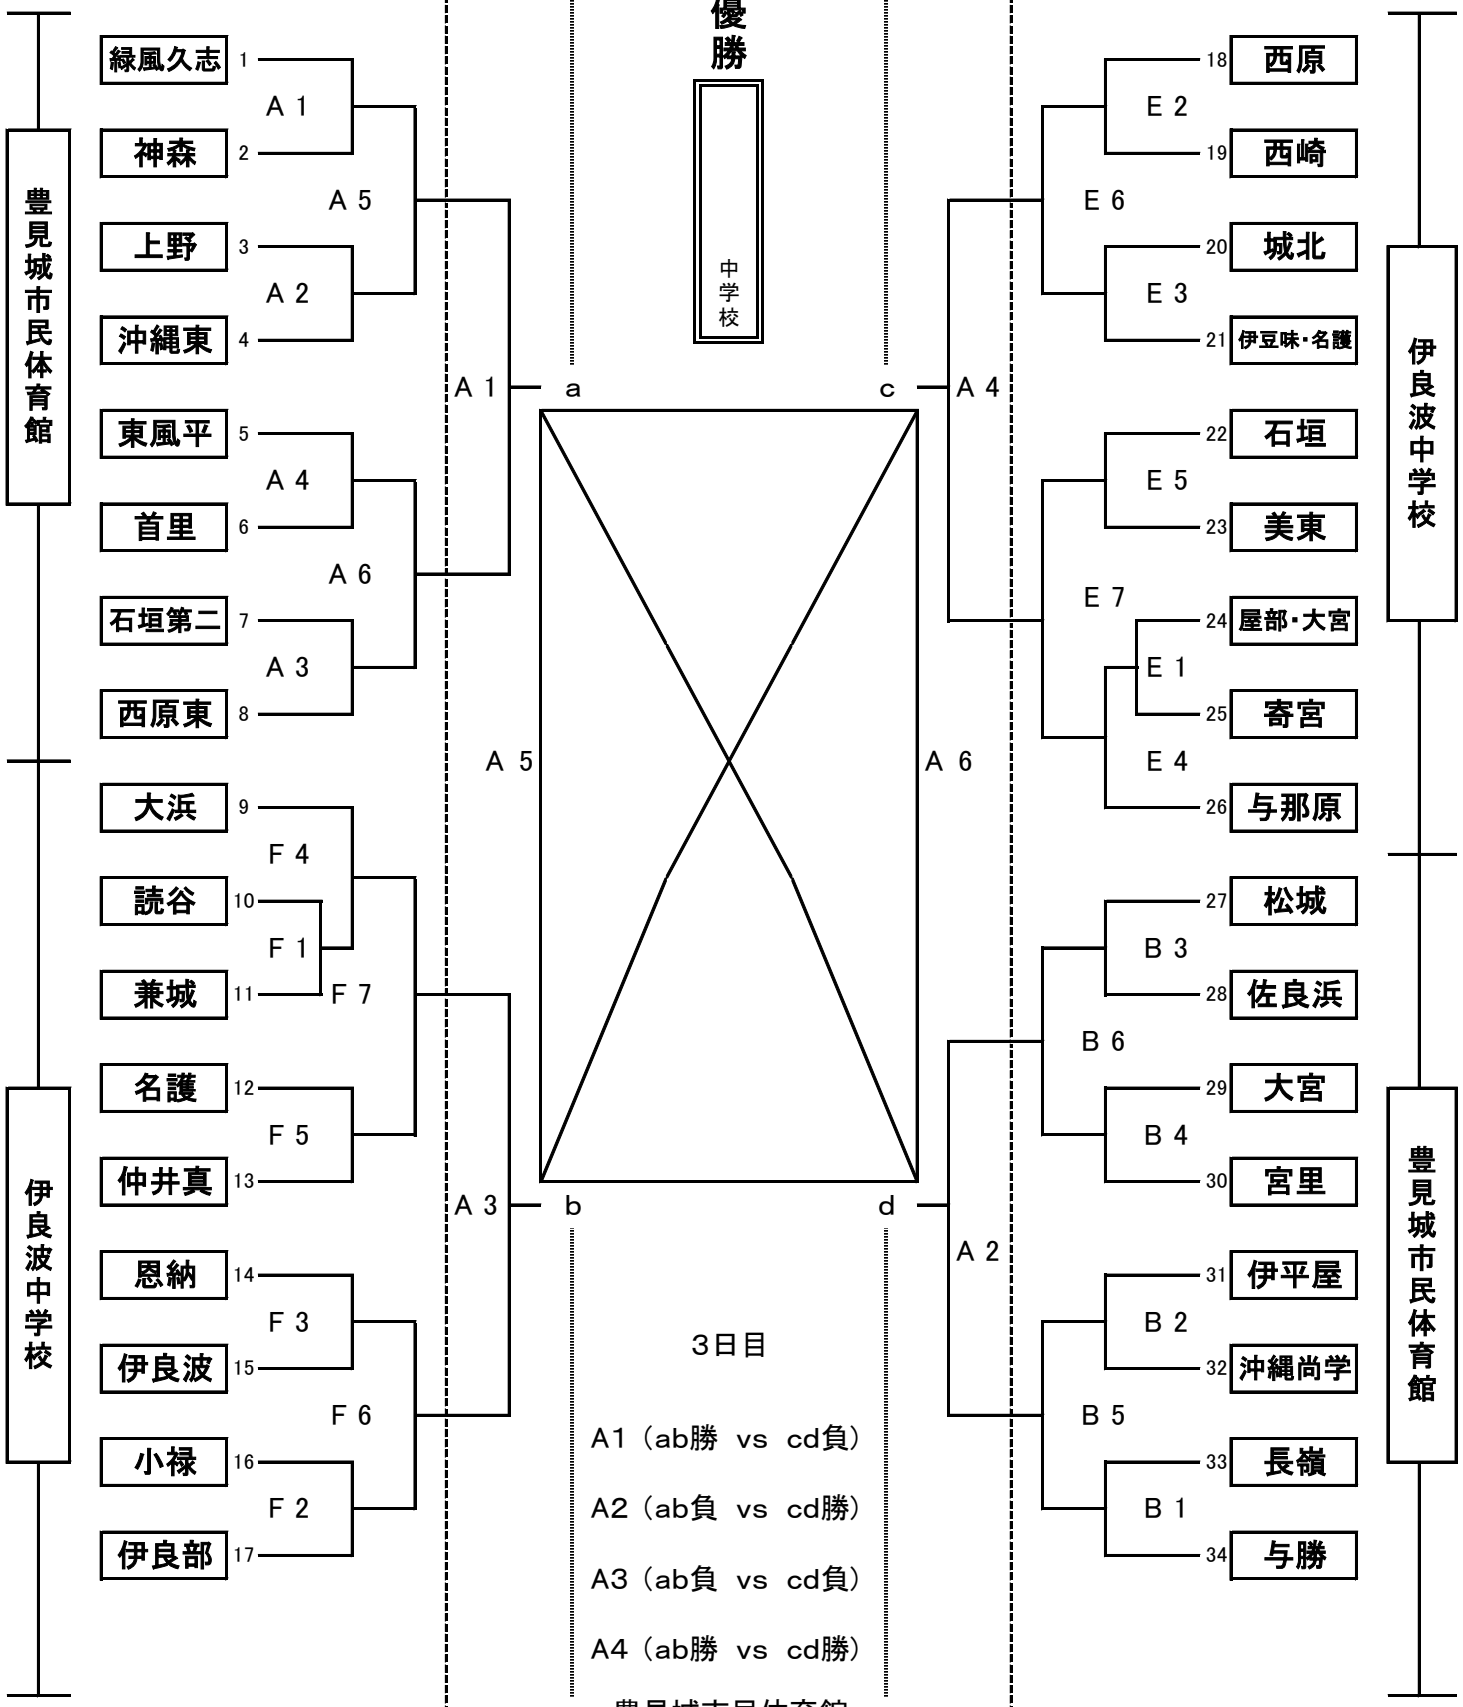 優勝
中学校
豊見城市民体育館
伊良波中学校
緑風久志 1
A 1
神森 2
A 5
上野 3
A 2
沖縄東 4
A 1
東風平 5
A 4
首里 6
A 6
石垣第二 7
A 3
西原東 8
大浜 9
F 4
読谷 10
F 1
兼城 11
F 7
名護 12
F 5
仲井真 13
A 3
恩納 14
F 3
伊良波 15
F 6
小禄 16
F 2
伊良部 17
a
c
A 5
A 6
b
d
3日目
A1（ab勝 vs cd負）
A2（ab負 vs cd勝）
A3（ab負 vs cd負）
A4（ab勝 vs cd勝）
豊見城市民体育館
18 西原
E 2
19 西崎
E 6
20 城北
E 3
21 伊豆味・名護
A 4
22 石垣
E 5
23 美東
E 7
24 屋部・大宮
E 1
25 寄宮
E 4
26 与那原
27 松城
B 3
28 佐良浜
B 6
29 大宮
B 4
30 宮里
A 2
31 伊平屋
B 2
32 沖縄尚学
B 5
33 長嶺
B 1
34 与勝
伊良波中学校
豊見城市民体育館